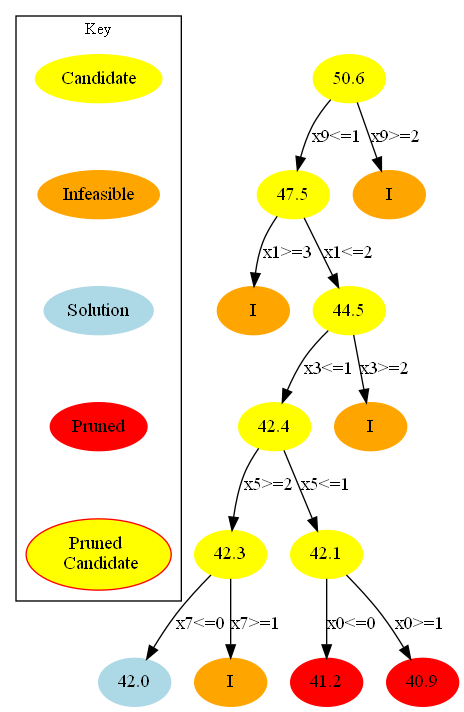 Key
Candidate
Infeasible
Solution
Pruned
Pruned
Candidate
50.6
x9<=1
x9>=2
47.5
I
x1>=3
x1<=2
I
44.5
x3<=1
x3>=2
42.4
I
x5>=2
x5<=1
42.3
42.1
x7<=0
x7>=1
x0<=0
x0>=1
42.0
I
41.2
40.9